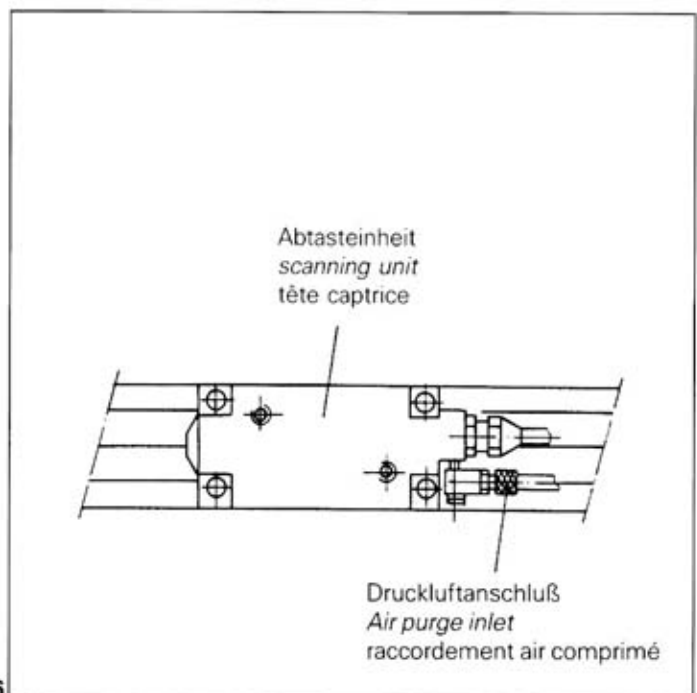 Abtasteinheit
scanning unit
tête captrice
Druckluftanschluß
Air purge inlet
raccordement air comprimé